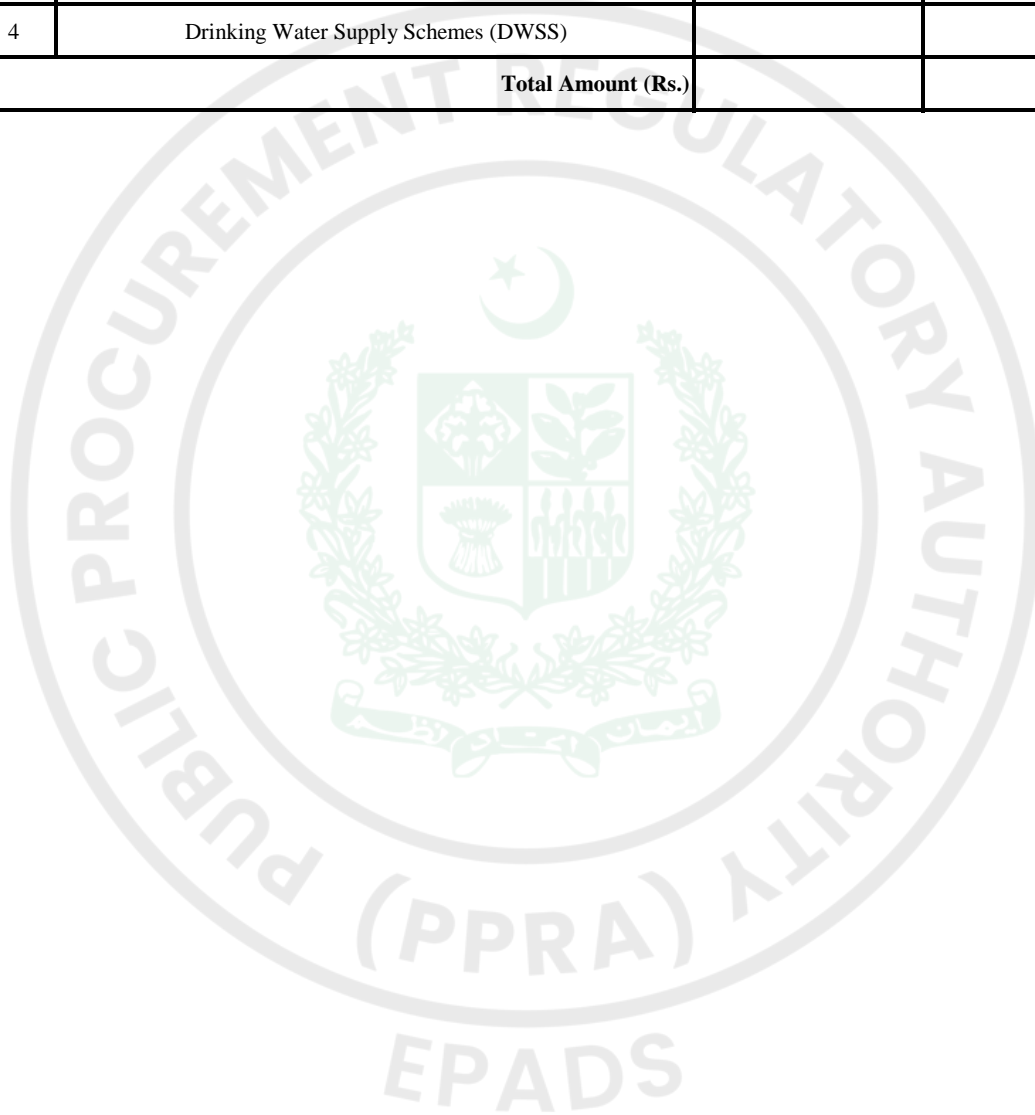 4 Drinking Water Supply Schemes (DWSS)
Total Amount (Rs.)
PUBLIC PROCUREMENT REGULATORY AUTHORITY
(PPRA)
EPADS